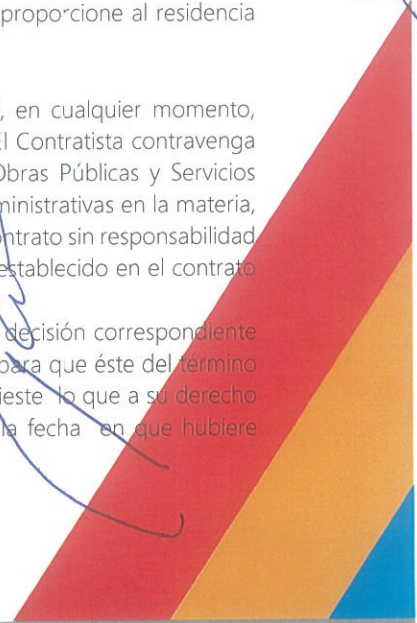 proporcione al residencia
, en cualquier momento,
El Contratista contravenga
Obras Públicas y Servicios
ministrativas en la materia,
ontrato sin responsabilidad
establecido en el contrato
decisión correspondiente
para que éste del término
ieste lo que a su derecho
la fecha en que hubiere